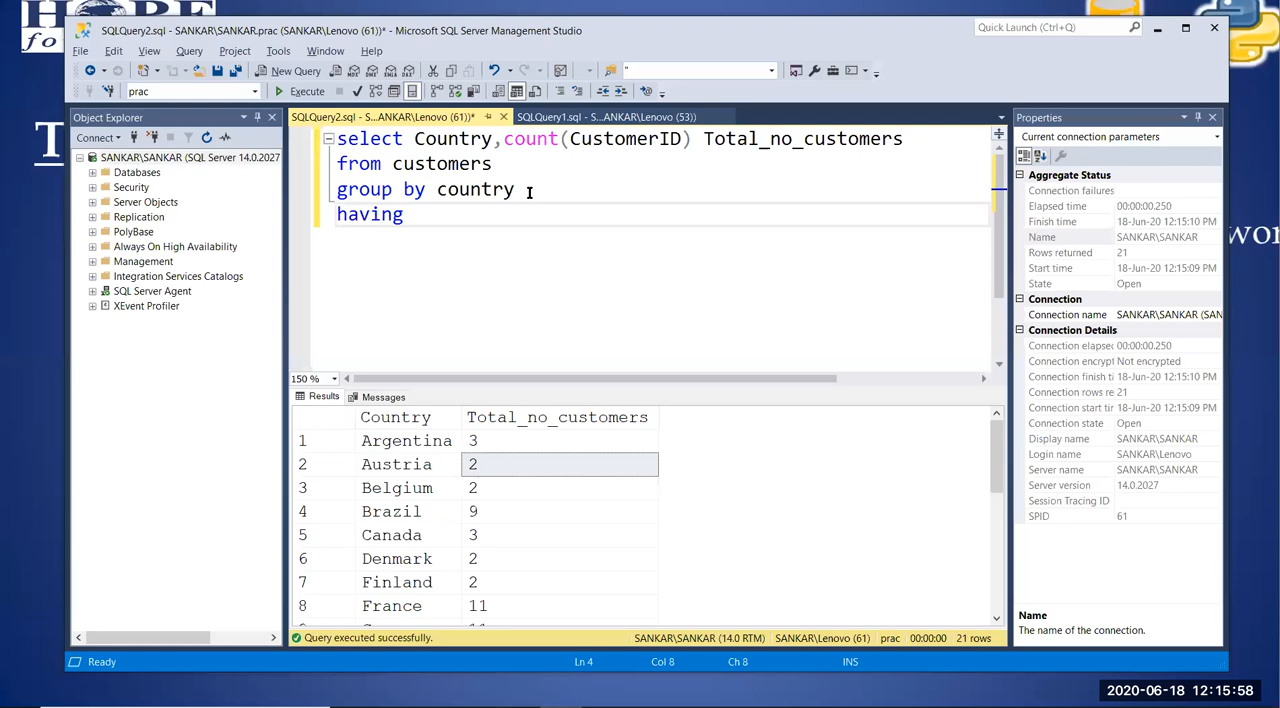 HOPE
fo
SQLQuery2.sql - SANKAR\SANKAR.prac (SANKAR\Lenovo (61))* - Microsoft SQL Server Management Studio
Quick Launch (Ctrl+Q)
File Edit View Query Project Tools Window Help
New Query
MDX DMX XMLA DAX
"
prac
Execute
Object Explorer
Connect
SANKAR\SANKAR (SQL Server 14.0.2027
Databases
Security
Server Objects
Replication
PolyBase
Always On High Availability
Management
Integration Services Catalogs
SQL Server Agent
XEvent Profiler
SQLQuery2.sql - S...ANKAR\Lenovo (61))*
SQLQuery1.sql - S...ANKAR\Lenovo (53))
select Country,count(CustomerID) Total_no_customers
from customers
group by country
having
150 %
Results
Messages
Country Total_no_customers
1 Argentina 3
2 Austria 2
3 Belgium 2
4 Brazil 9
5 Canada 3
6 Denmark 2
7 Finland 2
8 France 11
Query executed successfully.
SANKAR\SANKAR (14.0 RTM)
SANKAR\Lenovo (61)
prac
00:00:00
21 rows
Properties
Current connection parameters
Aggregate Status
Connection failures
Elapsed time 00:00:00.250
Finish time 18-Jun-20 12:15:10 PM
Name SANKAR\SANKAR
Rows returned 21
Start time 18-Jun-20 12:15:09 PM
State Open
Connection
Connection name SANKAR\SANKAR (SAN
Connection Details
Connection elapsec 00:00:00.250
Connection encrypt Not encrypted
Connection finish ti 18-Jun-20 12:15:10 PM
Connection rows re 21
Connection start tir 18-Jun-20 12:15:09 PM
Connection state Open
Display name SANKAR\SANKAR
Login name SANKAR\Lenovo
Server name SANKAR\SANKAR
Server version 14.0.2027
Session Tracing ID
SPID 61
Name
The name of the connection.
Ready
Ln 4
Col 8
Ch 8
INS
T
wor
2020-06-18 12:15:58